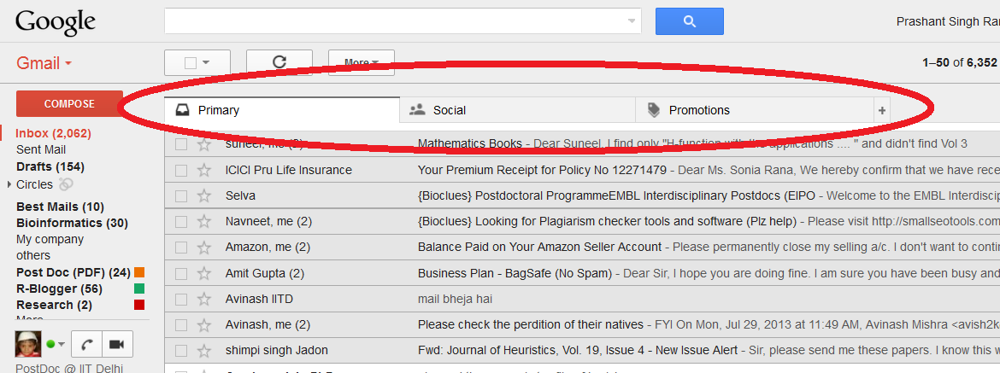 Google
Prashant Singh Ra
Gmail
More
1–50 of 6,352
COMPOSE
Primary
Social
Promotions
+
Inbox (2,062)
Sent Mail
Drafts (154)
Circles
Best Mails (10)
Bioinformatics (30)
My company
others
Post Doc (PDF) (24)
R-Blogger (56)
Research (2)
More
PostDoc @ IIT Delhi
suneel, me (2) Mathematics Books - Dear Suneel, I find only "H-function with the applications .... " and didn't find Vol 3
ICICI Pru Life Insurance Your Premium Receipt for Policy No 12271479 - Dear Ms. Sonia Rana, We hereby confirm that we have rece
Selva {Bioclues} Postdoctoral ProgrammeEMBL Interdisciplinary Postdocs (EIPO - Welcome to the EMBL Interdiscip
Navneet, me (2) {Bioclues} Looking for Plagiarism checker tools and software (Plz help) - Please visit http://smallseotools.com
Amazon, me (2) Balance Paid on Your Amazon Seller Account - Please permanently close my selling a/c. I don't want to contin
Amit Gupta (2) Business Plan - BagSafe (No Spam) - Dear Sir, I hope you are doing fine. I am sure you have been busy and
Avinash IITD mail bheja hai
Avinash, me (2) Please check the perdition of their natives - FYI On Mon, Jul 29, 2013 at 11:49 AM, Avinash Mishra <avish2k
shimpi singh Jadon Fwd: Journal of Heuristics, Vol. 19, Issue 4 - New Issue Alert - Sir, please send me these papers. I know this w